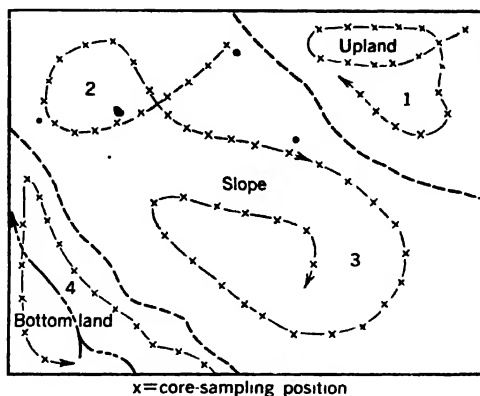 Upland
1
2
Slope
3
4
Bottom land
x=core-sampling position